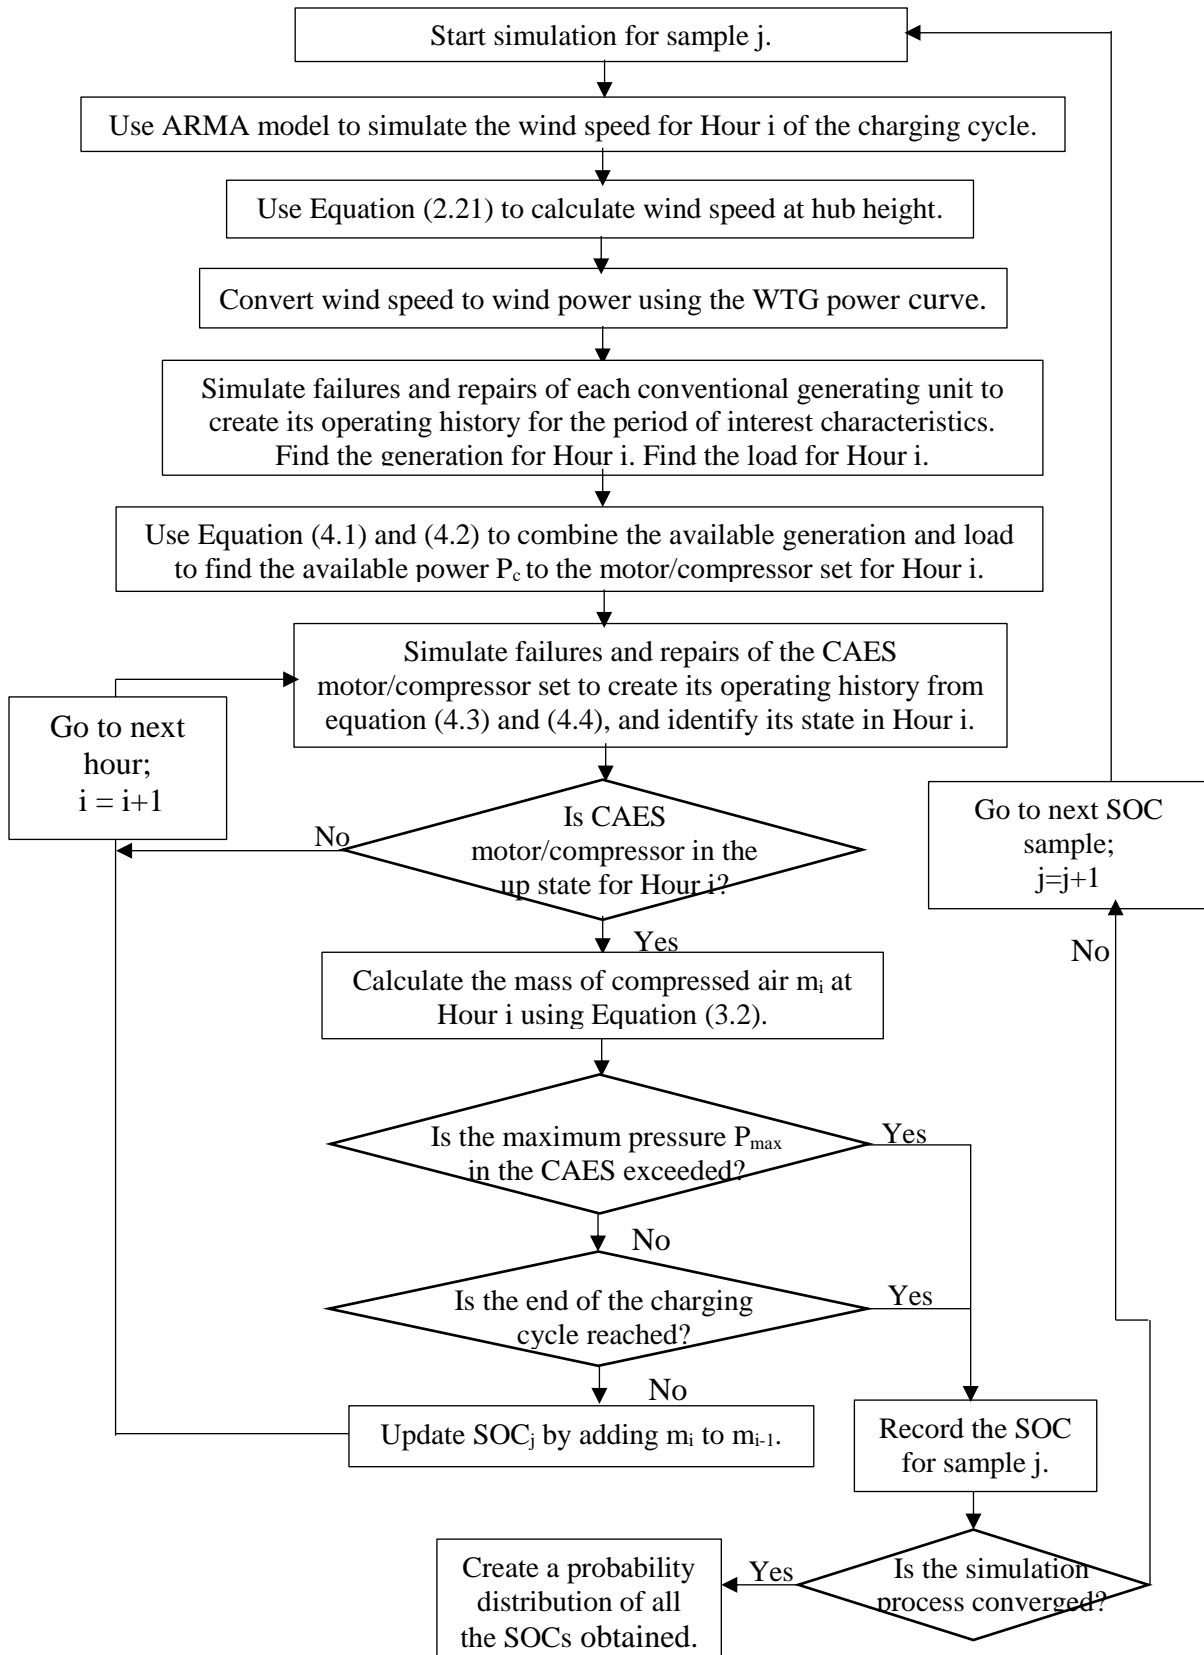 Start simulation for sample j.
Use ARMA model to simulate the wind speed for Hour i of the charging cycle.
Use Equation (2.21) to calculate wind speed at hub height.
Convert wind speed to wind power using the WTG power curve.
Simulate failures and repairs of each conventional generating unit to
create its operating history for the period of interest characteristics.
Find the generation for Hour i. Find the load for Hour i.
Use Equation (4.1) and (4.2) to combine the available generation and load
to find the available power Pc to the motor/compressor set for Hour i.
Simulate failures and repairs of the CAES
motor/compressor set to create its operating history from
equation (4.3) and (4.4), and identify its state in Hour i.
Go to next
hour;
i = i+1
No
Is CAES
motor/compressor in the
up state for Hour i?
Go to next SOC
sample;
j=j+1
Yes
No
Calculate the mass of compressed air mi at
Hour i using Equation (3.2).
Is the maximum pressure Pmax
in the CAES exceeded?
Yes
No
Is the end of the charging
cycle reached?
Yes
No
Update SOCj by adding mi to mi-1.
Record the SOC
for sample j.
Is the simulation
process converged?
Yes
Create a probability
distribution of all
the SOCs obtained.